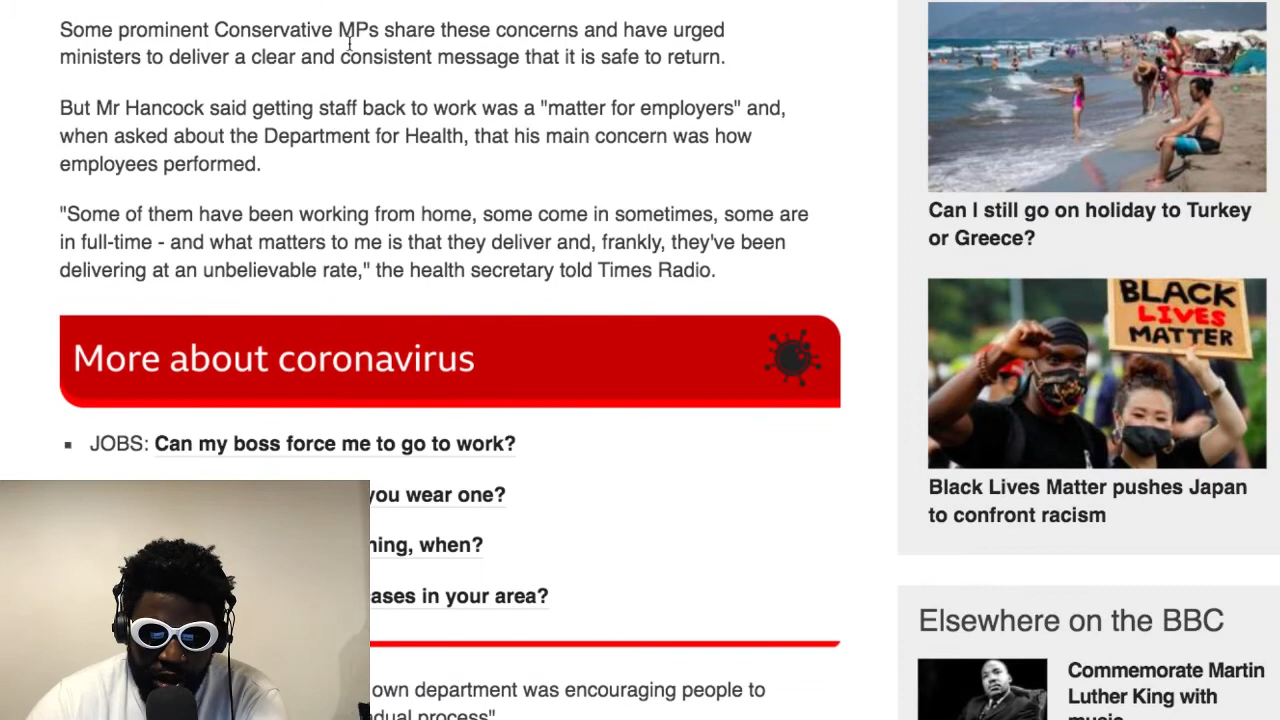 Some prominent Conservative MPs share these concerns and have urged
ministers to deliver a clear and consistent message that it is safe to return.
But Mr Hancock said getting staff back to work was a "matter for employers" and,
when asked about the Department for Health, that his main concern was how
employees performed.
"Some of them have been working from home, some come in sometimes, some are
in full-time - and what matters to me is that they deliver and, frankly, they've been
delivering at an unbelievable rate," the health secretary told Times Radio.
More about coronavirus
JOBS: Can my boss force me to go to work?
you wear one?
ning, when?
ases in your area?
own department was encouraging people to
dual process".
Can I still go on holiday to Turkey
or Greece?
BLACK
LIVES
MATTER
Black Lives Matter pushes Japan
to confront racism
Elsewhere on the BBC
Commemorate Martin
Luther King with
music